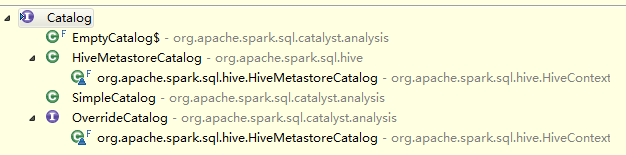 Catalog
EmptyCatalog$ - org.apache.spark.sql.catalyst.analysis
HiveMetastoreCatalog - org.apache.spark.sql.hive
org.apache.spark.sql.hive.HiveMetastoreCatalog - org.apache.spark.sql.hive.HiveContext
SimpleCatalog - org.apache.spark.sql.catalyst.analysis
OverrideCatalog - org.apache.spark.sql.catalyst.analysis
org.apache.spark.sql.hive.HiveMetastoreCatalog - org.apache.spark.sql.hive.HiveContext